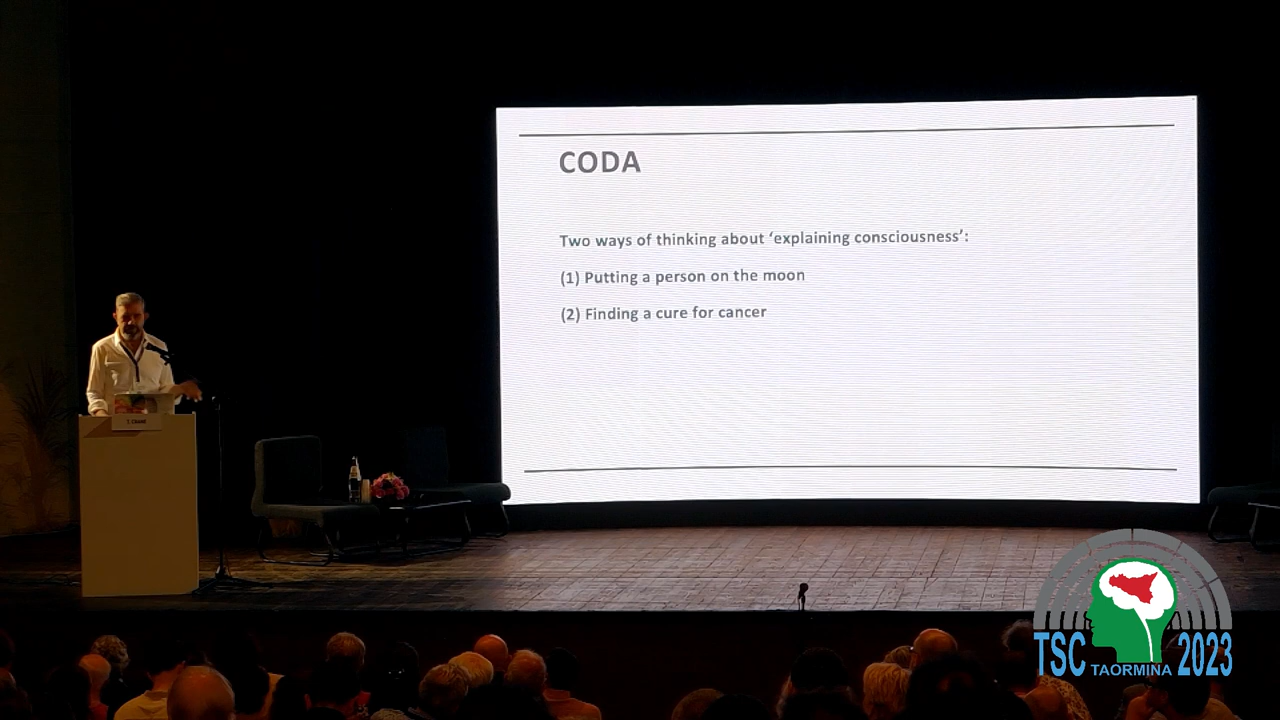 CODA
Two ways of thinking about ‘explaining consciousness’:
(1) Putting a person on the moon
(2) Finding a cure for cancer
T. CRANE
TSC TAORMINA 2023